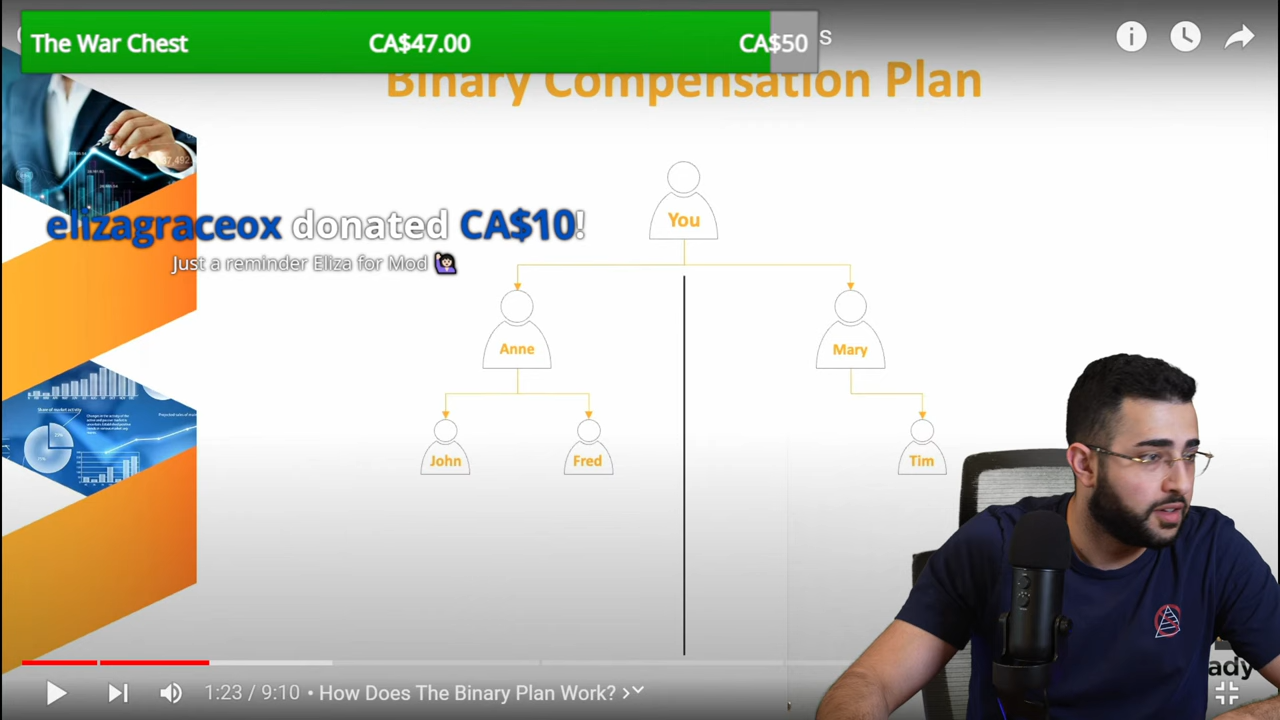 The War Chest CA$47.00 CA$50
s
Binary Compensation Plan
elizagraceox donated CA$10!
Just a reminder Eliza for Mod 🙋🏻‍♀️
You
Anne
Mary
John
Fred
Tim
ady
1:23 / 9:10 • How Does The Binary Plan Work?